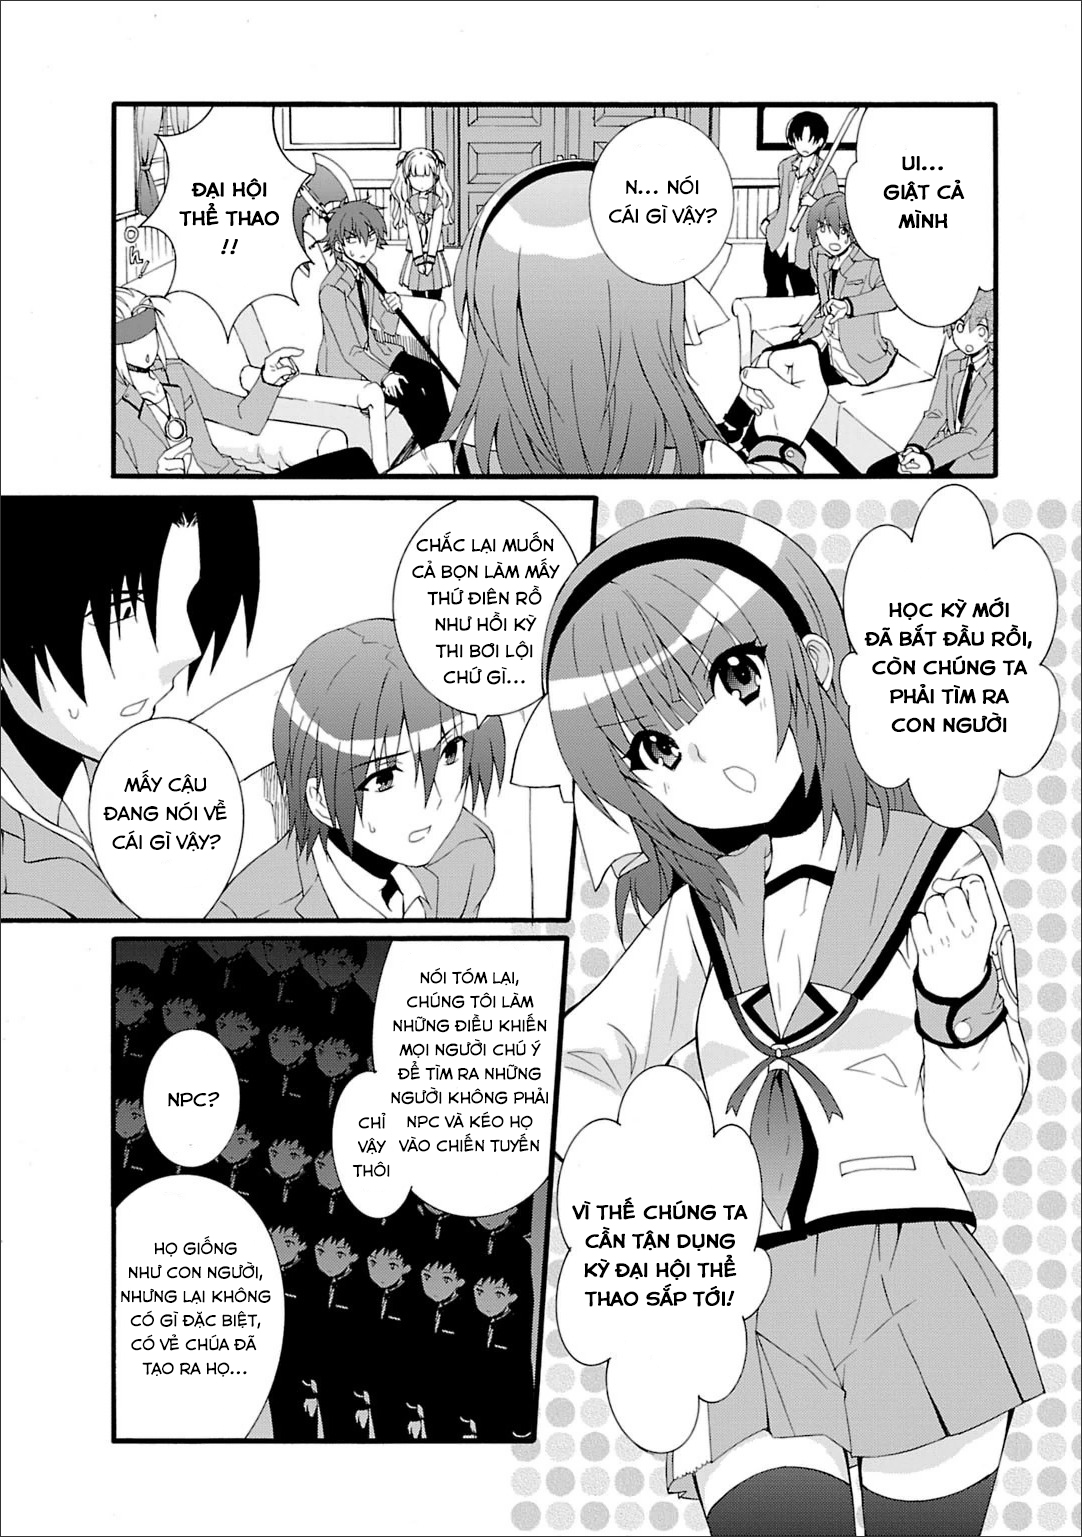 UI...
GIẬT CẢ
MÌNH
N... NÓI
CÁI GÌ VẬY?
ĐẠI HỘI
THỂ THAO
!!
HỌC KỲ MỚI
ĐÃ BẮT ĐẦU RỒI,
CÒN CHÚNG TA
PHẢI TÌM RA
CON NGƯỜI
CHẮC LẠI MUỐN
CẢ BỌN LÀM MẤY
THỨ ĐIÊN RỒ
NHƯ HỒI KỲ
THI BƠI LỘI
CHỨ GÌ...
MẤY CẬU
ĐANG NÓI VỀ
CÁI GÌ VẬY?
VÌ THẾ CHÚNG TA
CẦN TẬN DỤNG
KỲ ĐẠI HỘI THỂ
THAO SẮP TỚI!
NÓI TÓM LẠI,
CHÚNG TÔI LÀM
NHỮNG ĐIỀU KHIẾN
MỌI NGƯỜI CHÚ Ý
ĐỂ TÌM RA NHỮNG
NGƯỜI KHÔNG PHẢI
NPC VÀ KÉO HỌ
VÀO CHIẾN TUYẾN
CHỈ
VẬY
THÔI
NPC?
HỌ GIỐNG
NHƯ CON NGƯỜI,
NHƯNG LẠI KHÔNG
CÓ GÌ ĐẶC BIỆT,
CÓ VẺ CHÚA ĐÃ
TẠO RA HỌ...